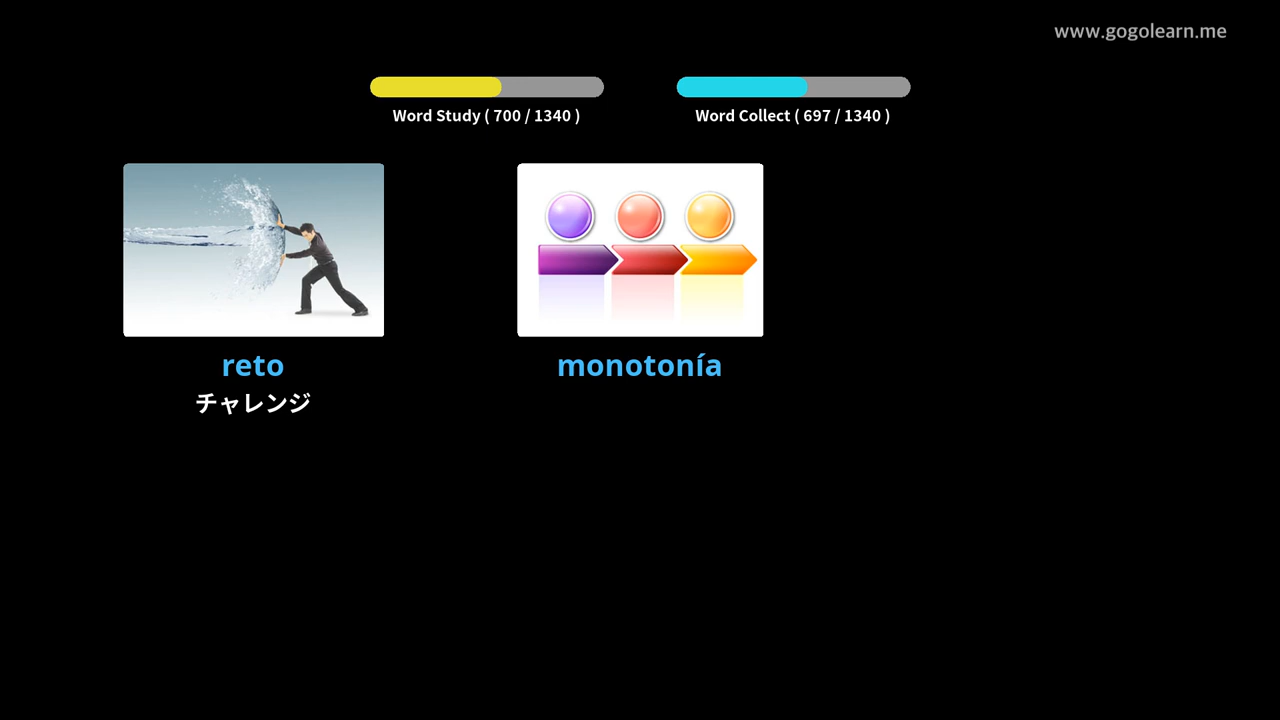 www.gogolearn.me
Word Study ( 700 / 1340 )
Word Collect ( 697 / 1340 )
reto
チャレンジ
monotonía